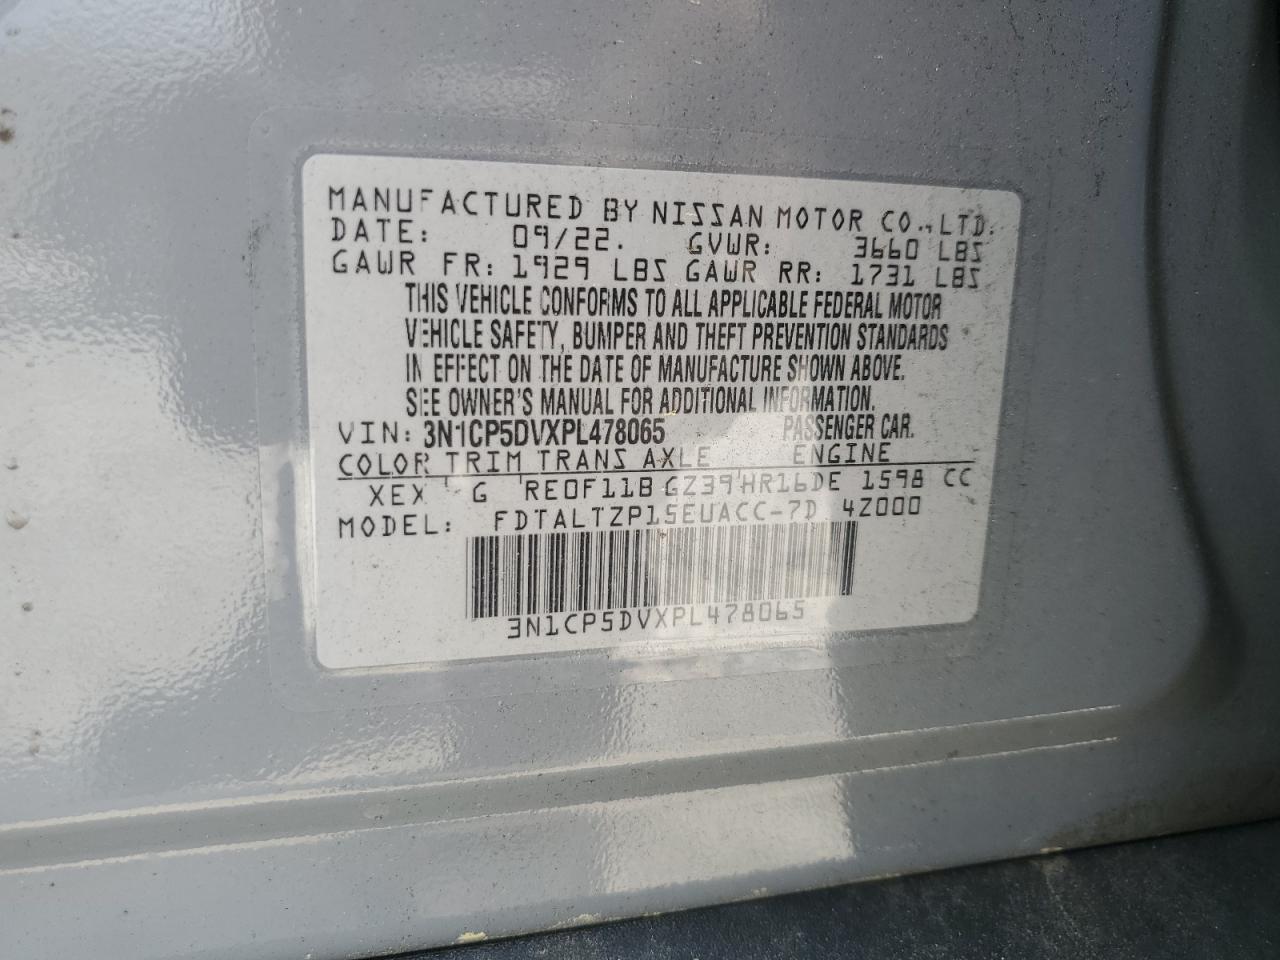 MANUFACTURED BY NISSAN MOTOR CO., LTD.
DATE: 09/22. GVWR: 3660 LBS
GAWR FR: 1929 LBS GAWR RR: 1731 LBS
THIS VEHICLE CONFORMS TO ALL APPLICABLE FEDERAL MOTOR
VEHICLE SAFETY, BUMPER AND THEFT PREVENTION STANDARDS
IN EFFECT ON THE DATE OF MANUFACTURE SHOWN ABOVE.
SEE OWNER'S MANUAL FOR ADDITIONAL INFORMATION.
VIN: 3N1CP5DVXPL478065 PASSENGER CAR.
COLOR TRIM TRANS AXLE ENGINE
XEX G RE0F11B GZ39 HR16DE 1598 CC
MODEL: FDTALTZP15EUACC-7D 4Z000
3N1CP5DVXPL478065